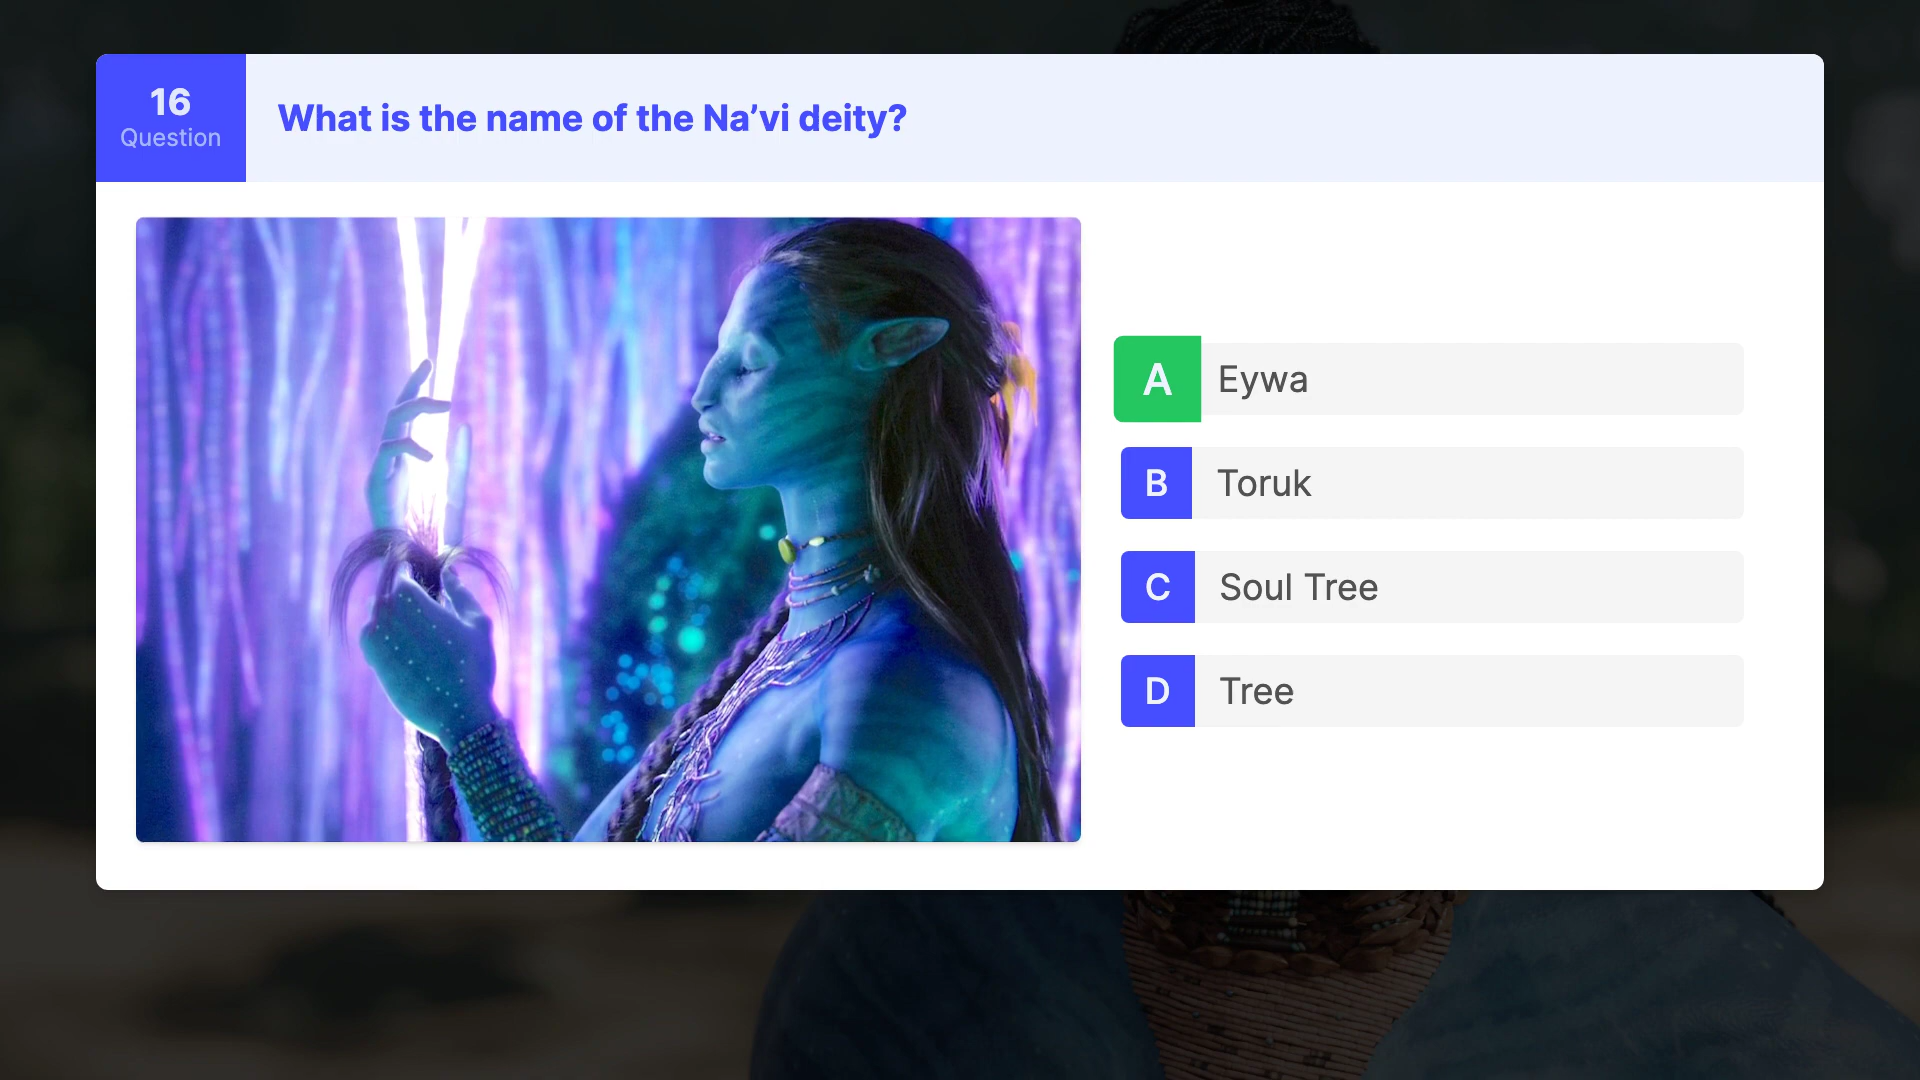 16
Question
What is the name of the Na’vi deity?
A Eywa
B Toruk
C Soul Tree
D Tree